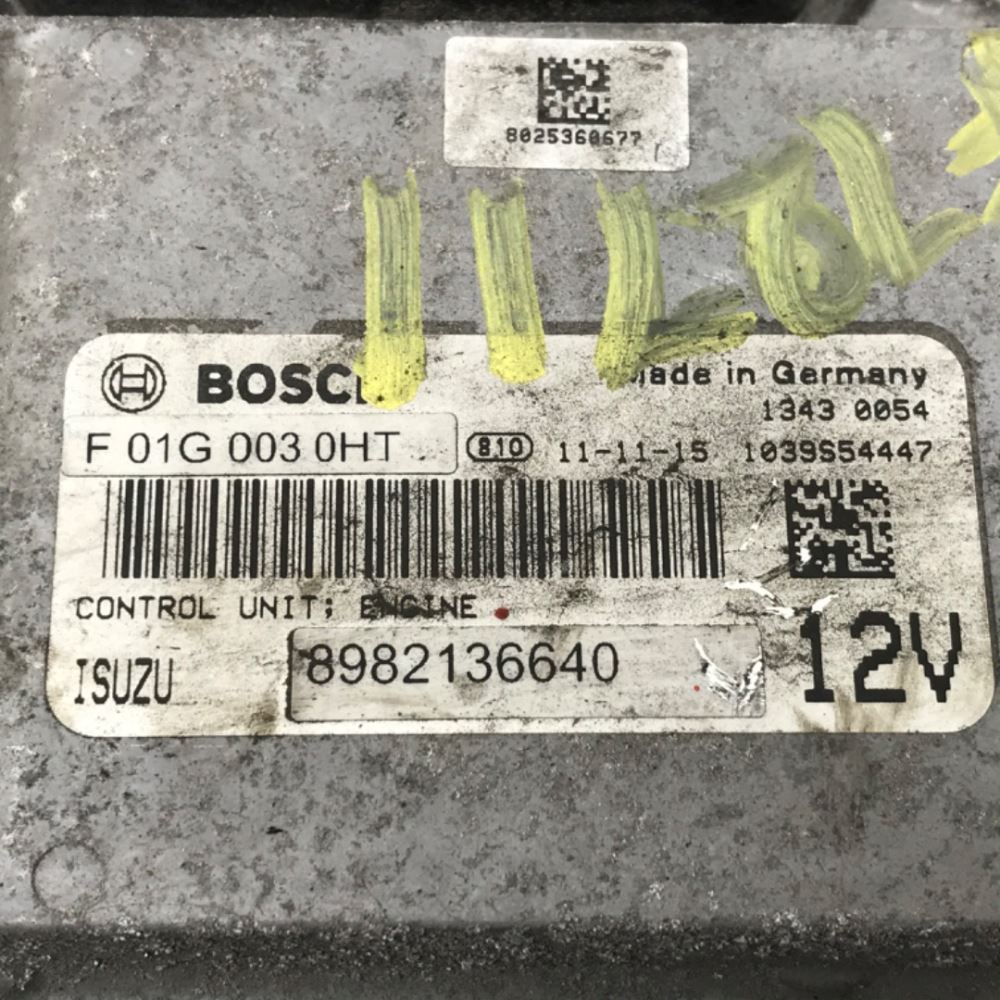 8025360677
BOSCH Made in Germany
1343 0054
F 01G 003 0HT 810 11-11-15 1039S54447
CONTROL UNIT; ENGINE
ISUZU 8982136640 12V